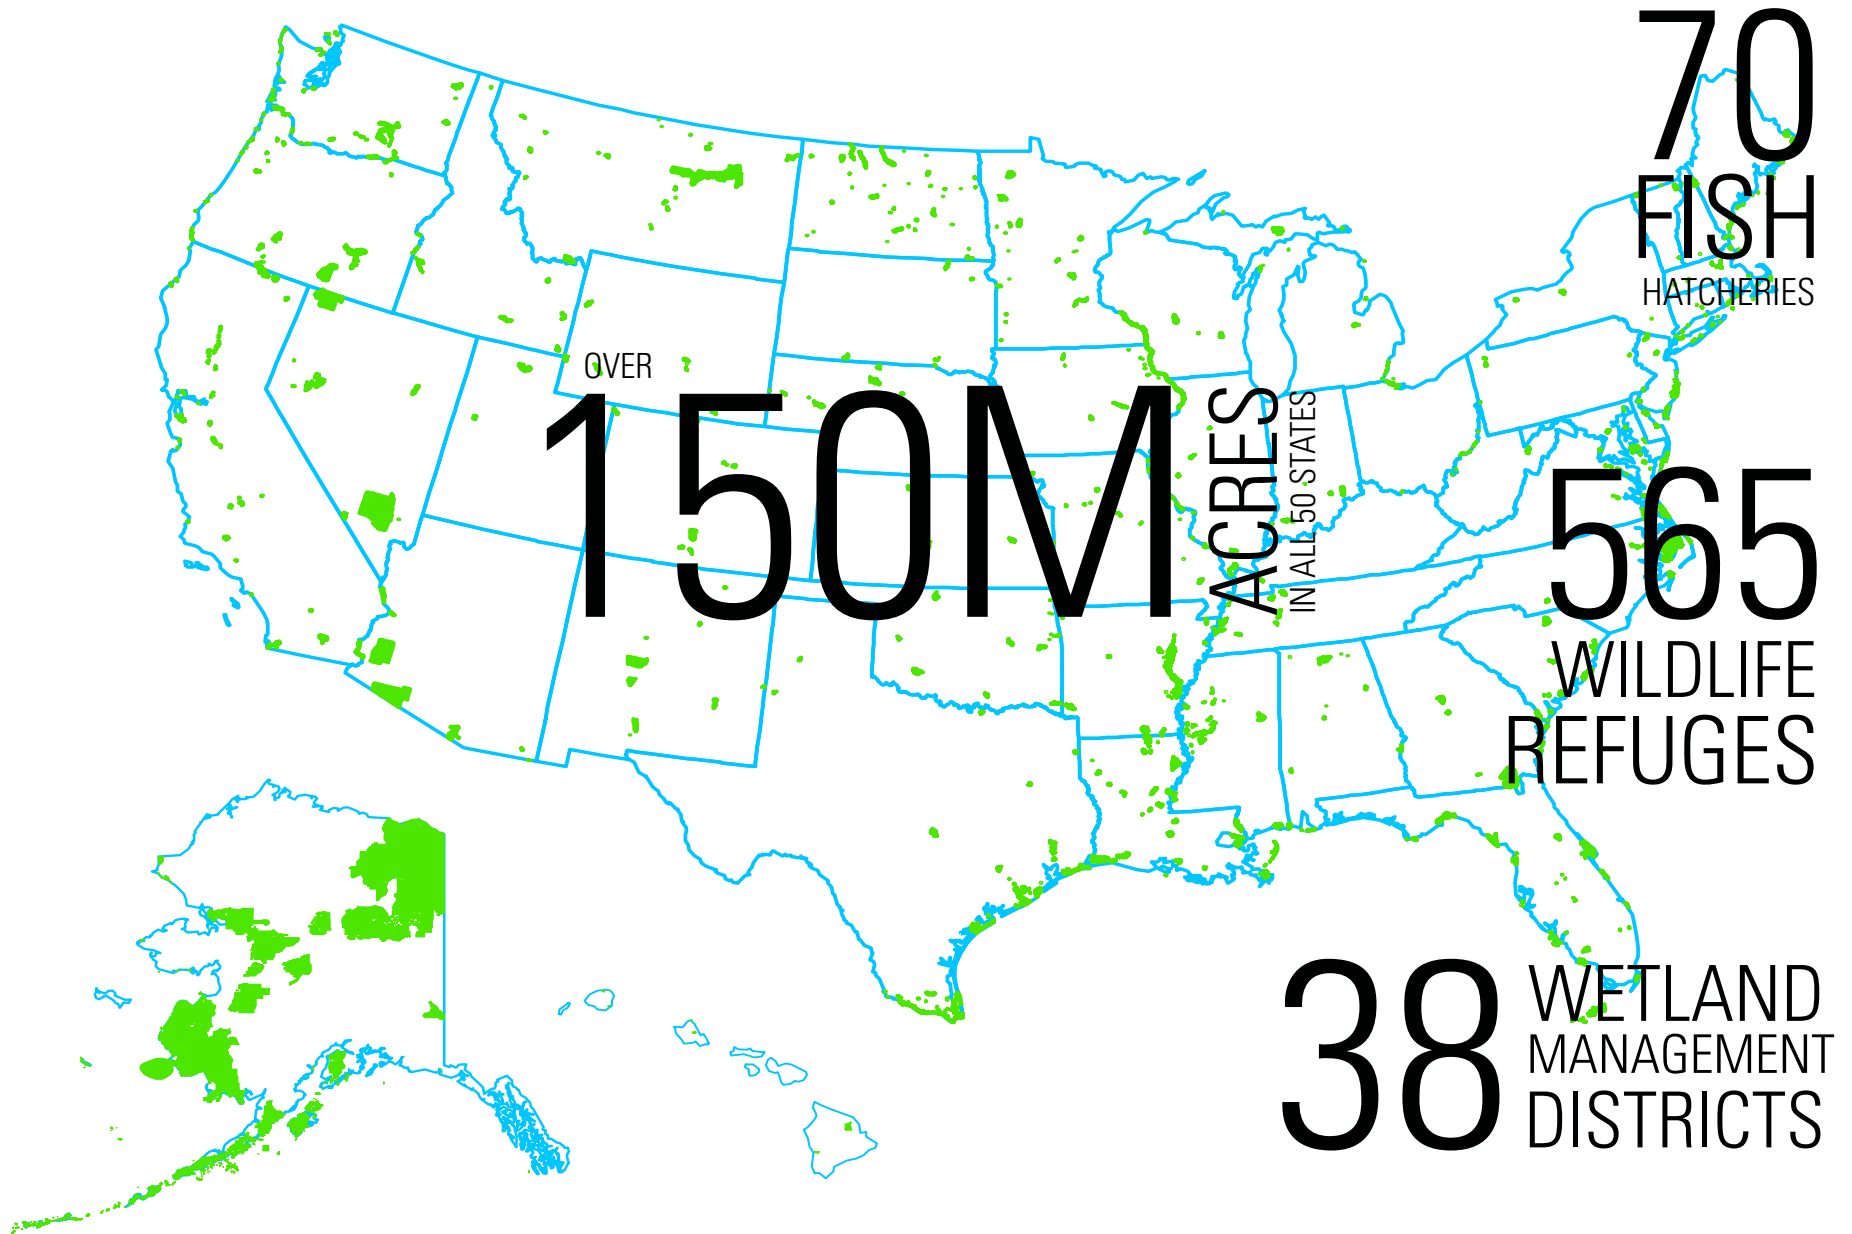 70
FISH
HATCHERIES
OVER
150M
ACRES
IN ALL 50 STATES
565
WILDLIFE
REFUGES
38
WETLAND
MANAGEMENT
DISTRICTS